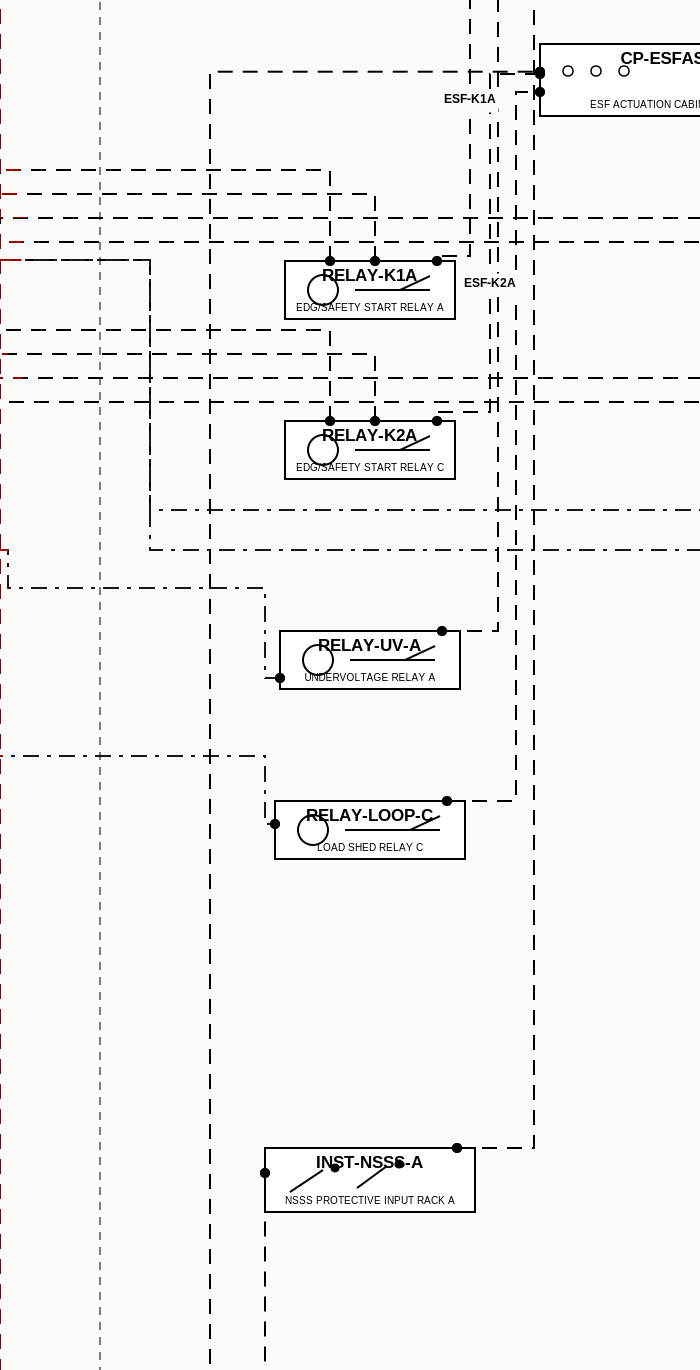 CP-ESFAS
ESF-K1A
ESF ACTUATION CABI
RELAY-K1A
EDG/SAFETY START RELAY A
ESF-K2A
RELAY-K2A
EDG/SAFETY START RELAY C
RELAY-UV-A
UNDERVOLTAGE RELAY A
RELAY-LOOP-C
LOAD SHED RELAY C
INST-NSSS-A
NSSS PROTECTIVE INPUT RACK A